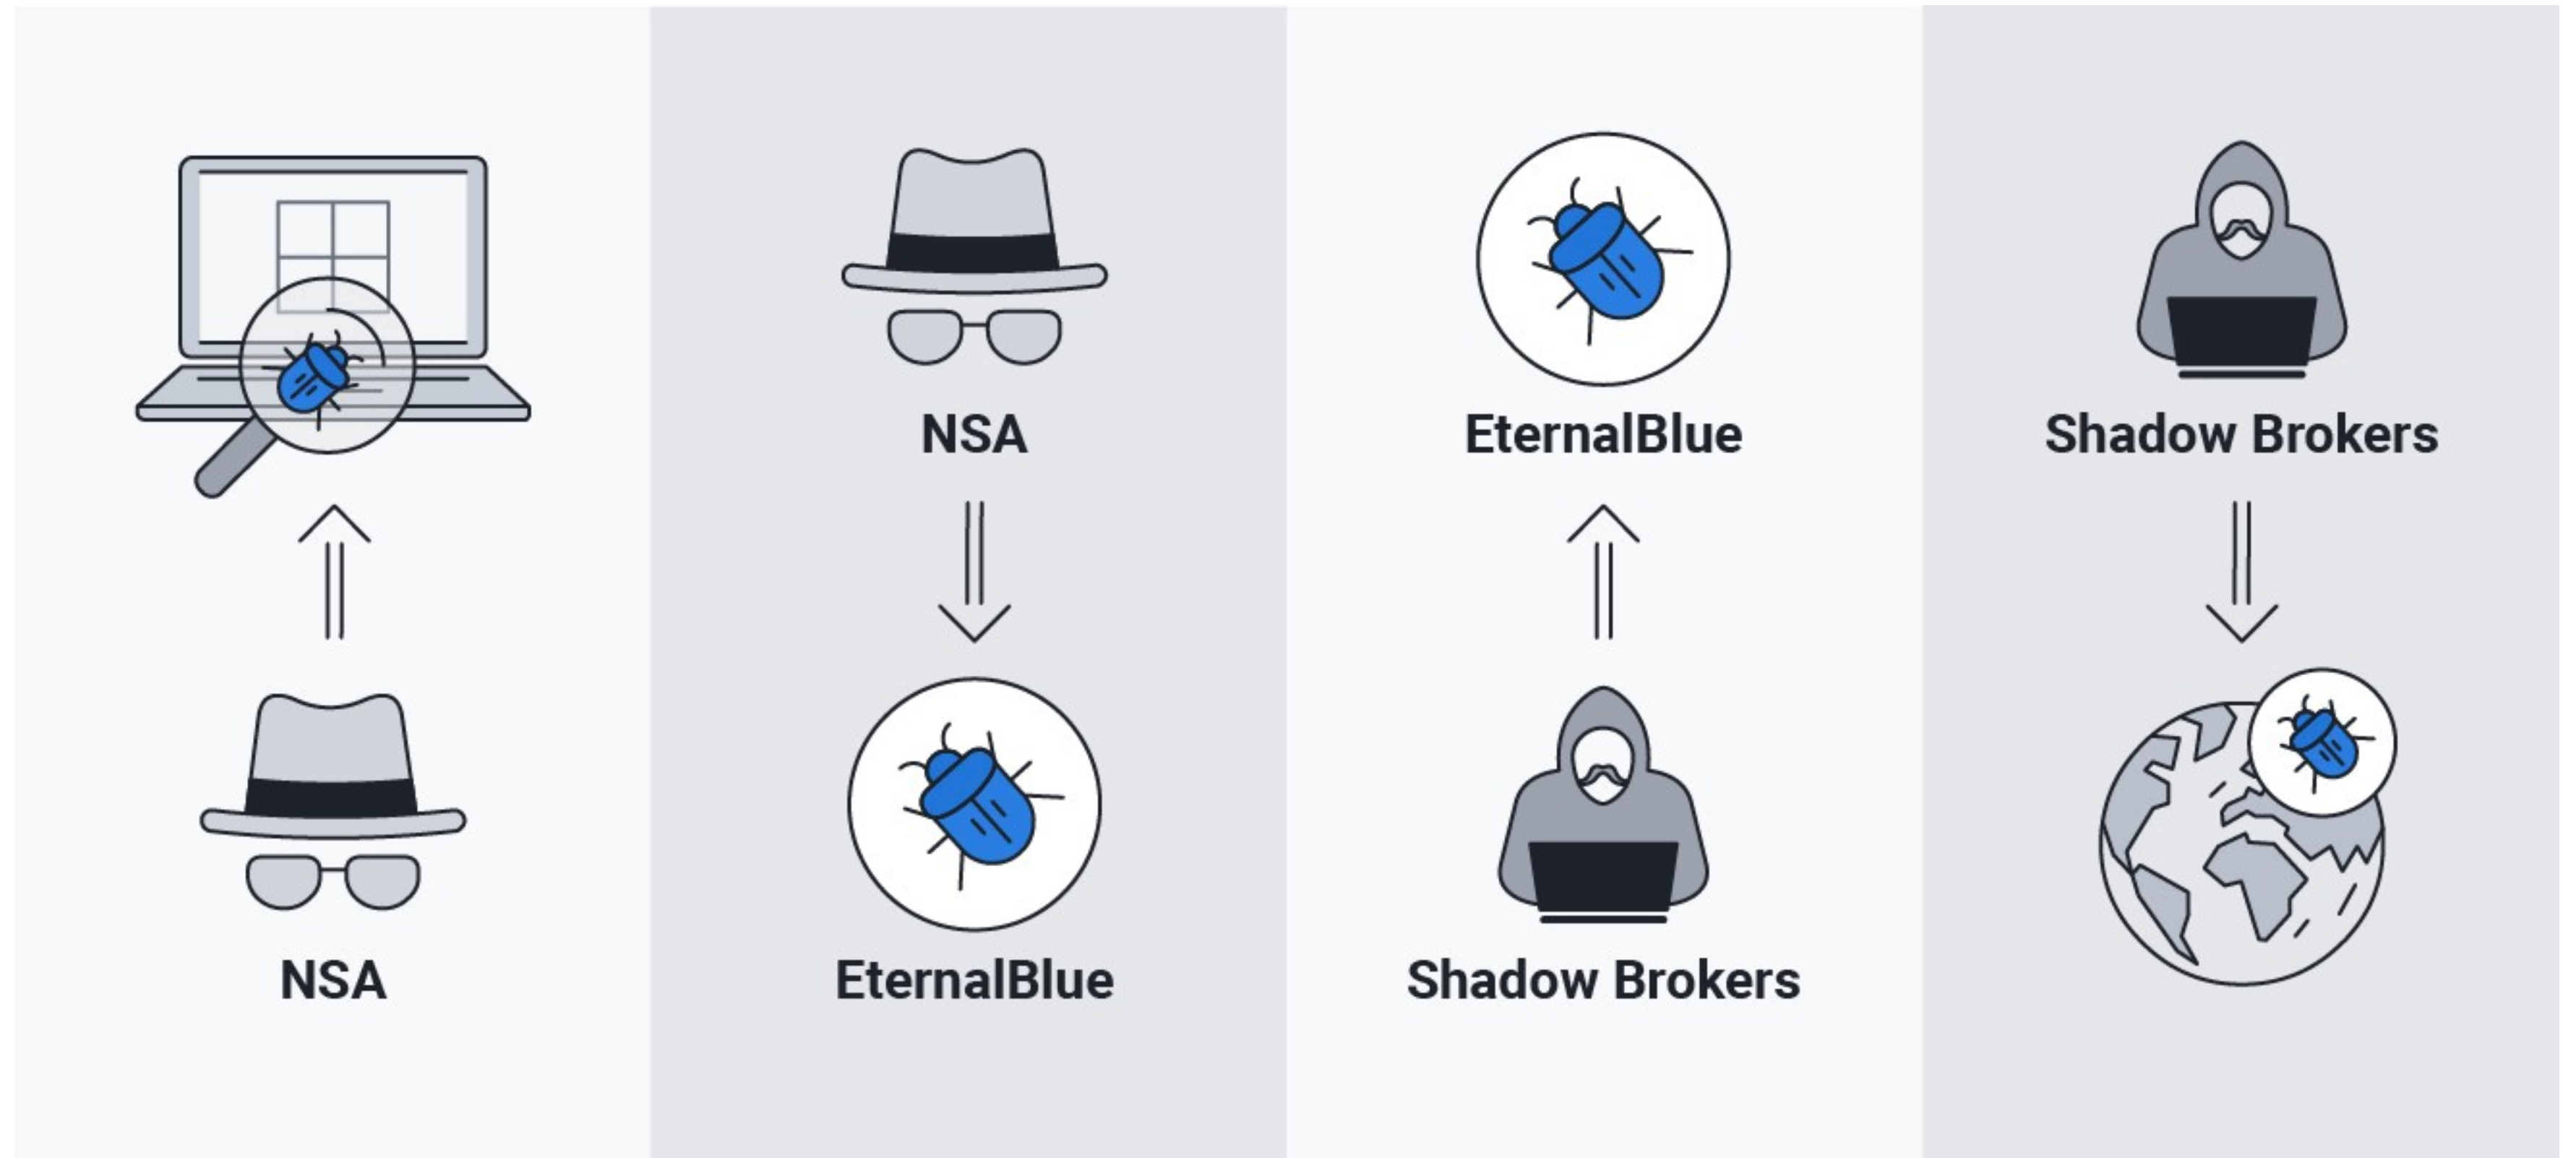 NSA
NSA
EternalBlue
EternalBlue
Shadow Brokers
Shadow Brokers